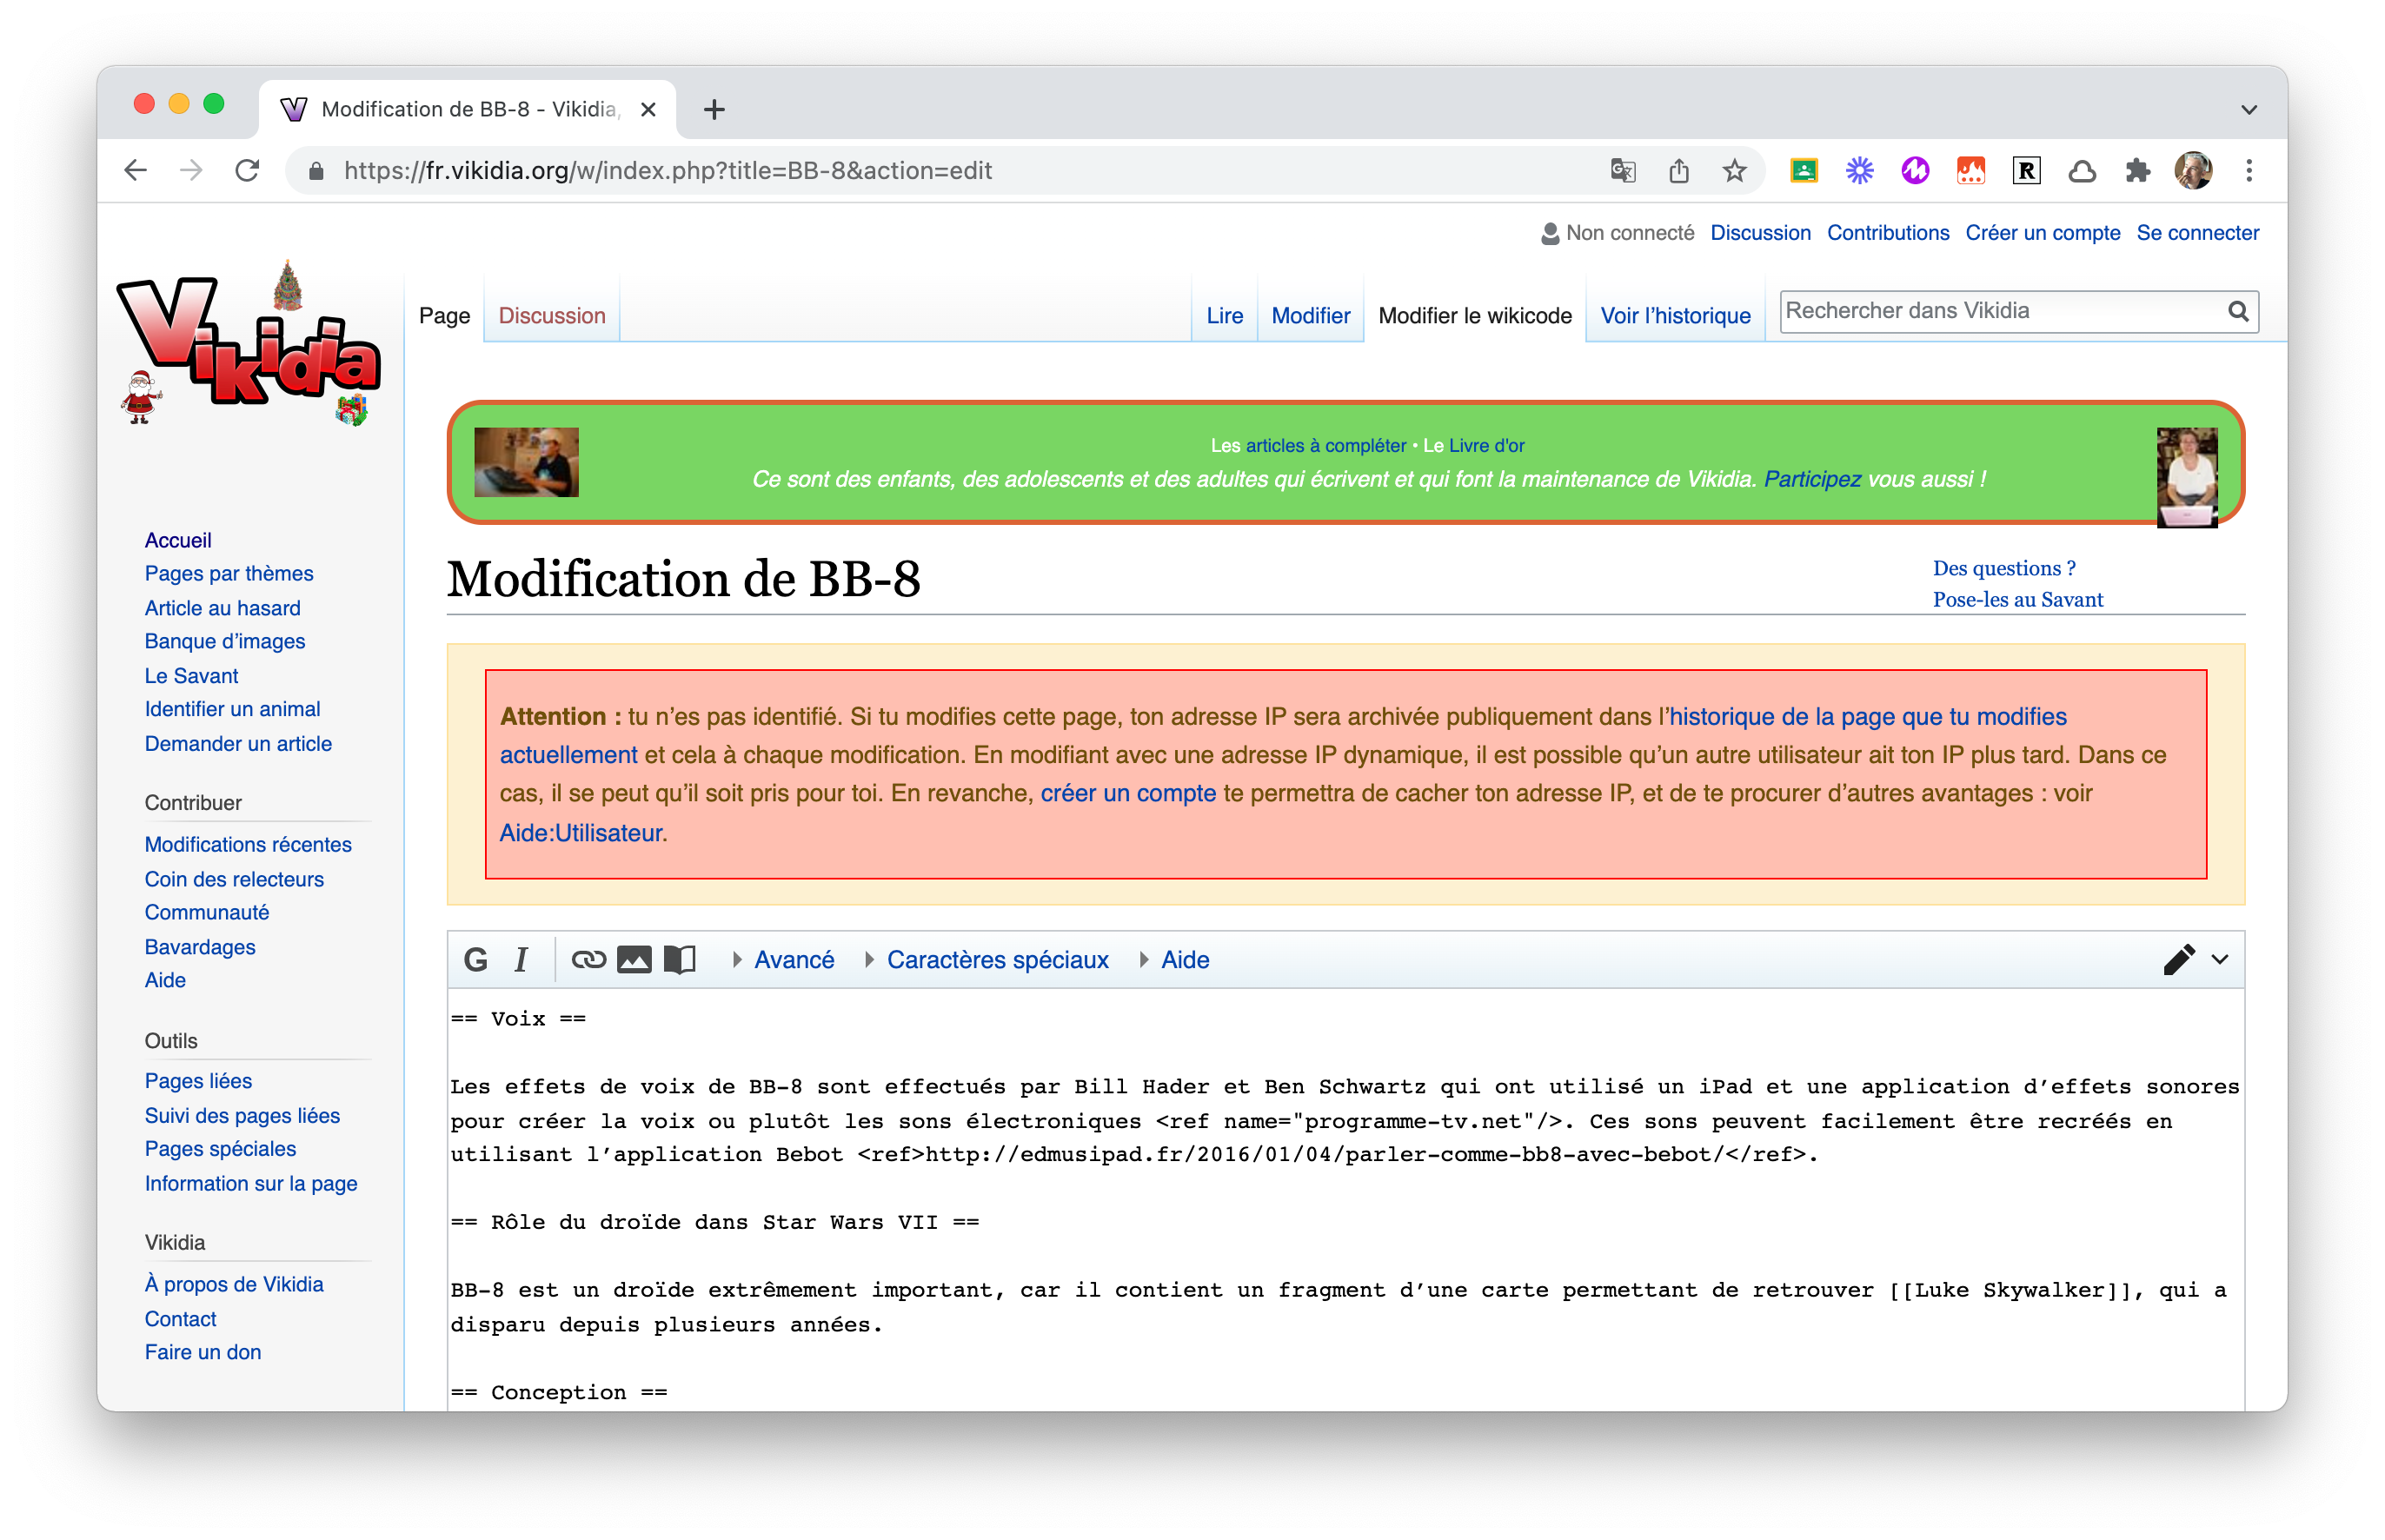 Modification de BB-8 - Vikidia,
https://fr.vikidia.org/w/index.php?title=BB-8&action=edit
Non connecté Discussion Contributions Créer un compte Se connecter
Vikidia
Page Discussion Lire Modifier Modifier le wikicode Voir l’historique Rechercher dans Vikidia
Les articles à compléter • Le Livre d'or
Ce sont des enfants, des adolescents et des adultes qui écrivent et qui font la maintenance de Vikidia. Participez vous aussi !
Modification de BB-8
Des questions ?
Pose-les au Savant
Accueil
Pages par thèmes
Article au hasard
Banque d’images
Le Savant
Identifier un animal
Demander un article
Contribuer
Modifications récentes
Coin des relecteurs
Communauté
Bavardages
Aide
Outils
Pages liées
Suivi des pages liées
Pages spéciales
Information sur la page
Vikidia
À propos de Vikidia
Contact
Faire un don
Attention : tu n’es pas identifié. Si tu modifies cette page, ton adresse IP sera archivée publiquement dans l’historique de la page que tu modifies
actuellement et cela à chaque modification. En modifiant avec une adresse IP dynamique, il est possible qu’un autre utilisateur ait ton IP plus tard. Dans ce
cas, il se peut qu’il soit pris pour toi. En revanche, créer un compte te permettra de cacher ton adresse IP, et de te procurer d’autres avantages : voir
Aide:Utilisateur.
G I Avancé Caractères spéciaux Aide
== Voix ==
Les effets de voix de BB-8 sont effectués par Bill Hader et Ben Schwartz qui ont utilisé un iPad et une application d’effets sonores
pour créer la voix ou plutôt les sons électroniques <ref name="programme-tv.net"/>. Ces sons peuvent facilement être recréés en
utilisant l’application Bebot <ref>http://edmusipad.fr/2016/01/04/parler-comme-bb8-avec-bebot/</ref>.
== Rôle du droïde dans Star Wars VII ==
BB-8 est un droïde extrêmement important, car il contient un fragment d’une carte permettant de retrouver [[Luke Skywalker]], qui a
disparu depuis plusieurs années.
== Conception ==